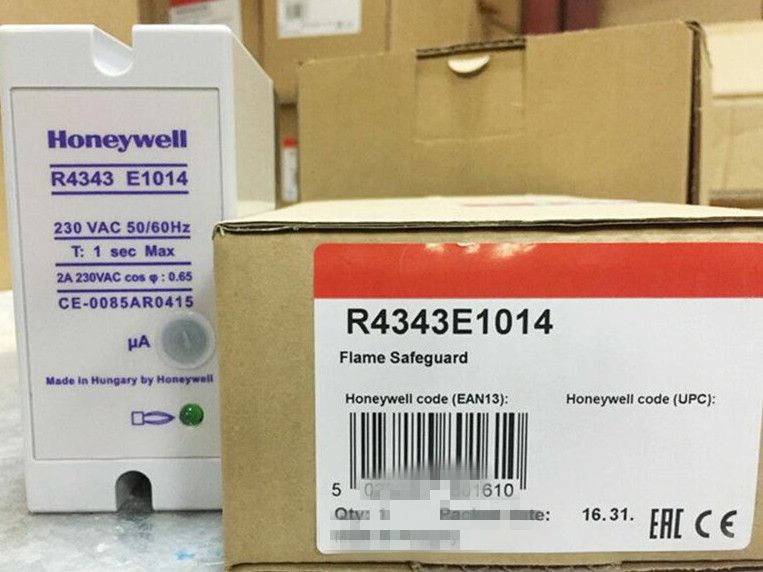 Honeywell
R4343 E1014
230 VAC 50/60Hz
T: 1 sec Max
2A 230VAC cos φ : 0.65
CE-0085AR0415
µA
Made in Hungary by Honeywell
R4343E1014
Flame Safeguard
Honeywell code (EAN13): Honeywell code (UPC):
5 1610
Qty: 1 16.31. EAC CE